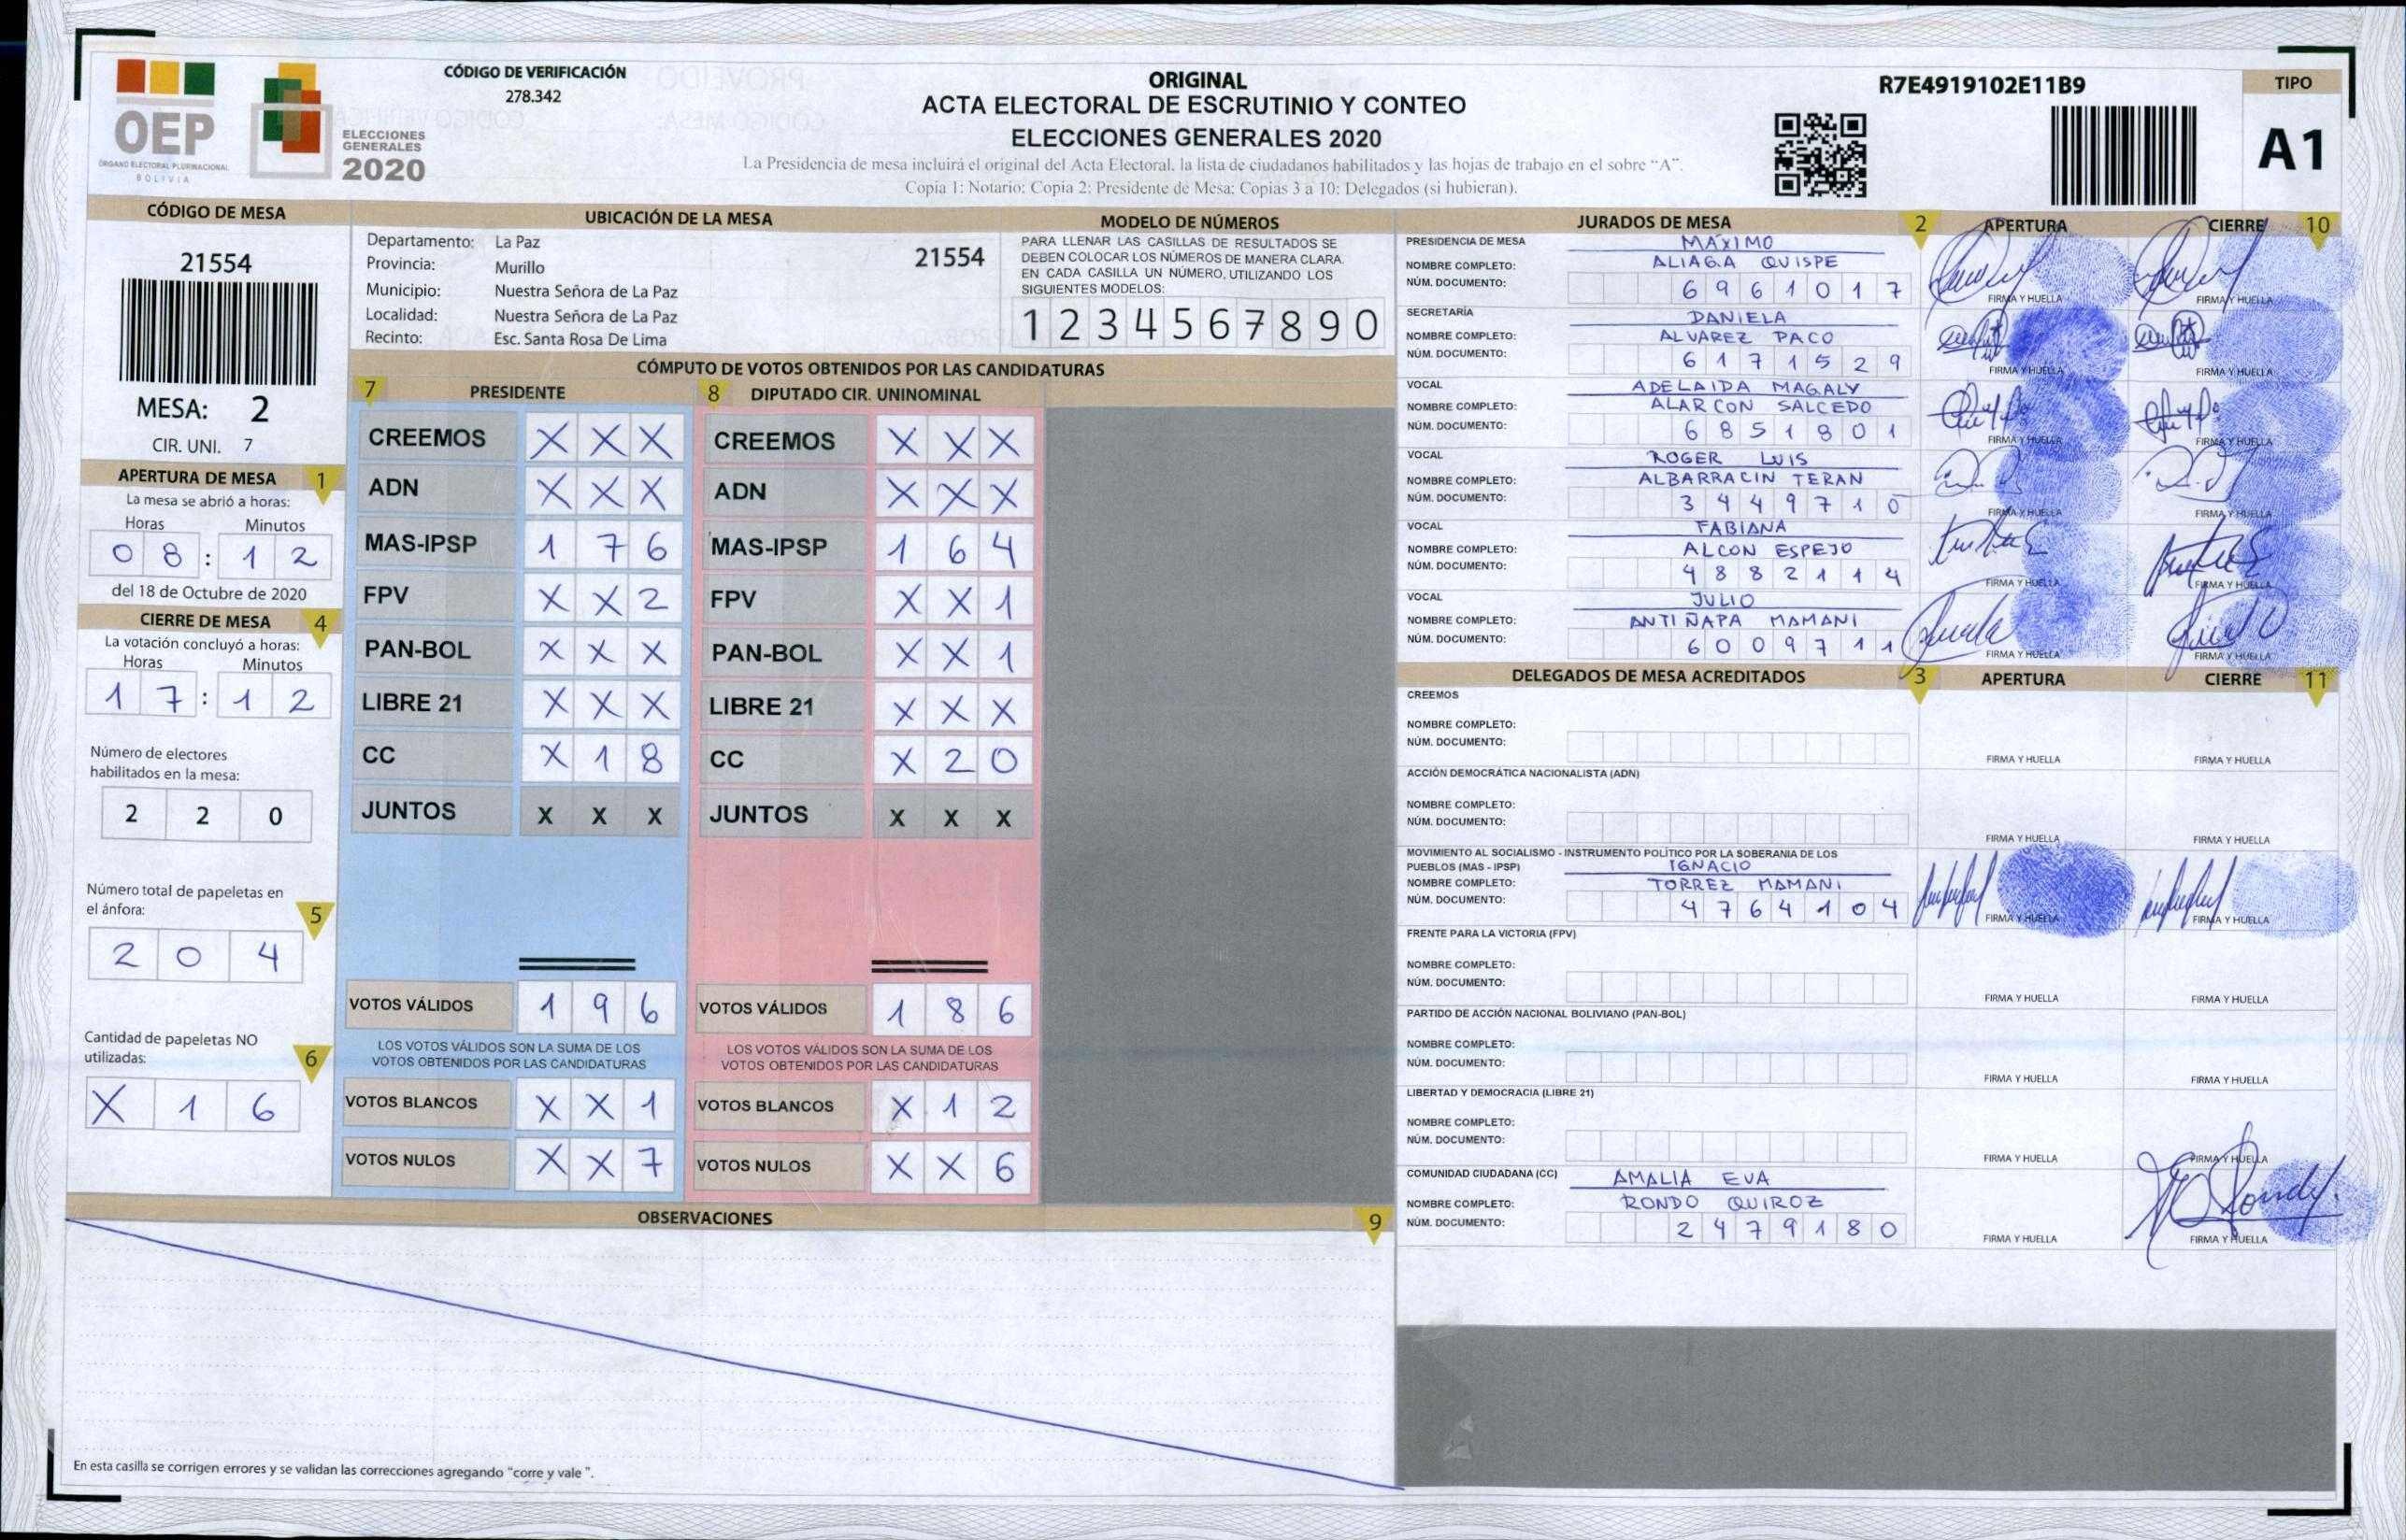 OEP
ÓRGANO ELECTORAL PLURINACIONAL
BOLIVIA
ELECCIONES
GENERALES
2020
CÓDIGO DE VERIFICACIÓN
278.342
ORIGINAL
ACTA ELECTORAL DE ESCRUTINIO Y CONTEO
ELECCIONES GENERALES 2020
La Presidencia de mesa incluirá el original del Acta Electoral, la lista de ciudadanos habilitados y las hojas de trabajo en el sobre "A".
Copia 1: Notario; Copia 2: Presidente de Mesa; Copias 3 a 10: Delegados (si hubieran).
R7E4919102E11B9
TIPO
A1
CÓDIGO DE MESA
21554
MESA: 2
CIR. UNI. 7
APERTURA DE MESA 1
La mesa se abrió a horas:
Horas Minutos
0 8 : 1 2
del 18 de Octubre de 2020
CIERRE DE MESA 4
La votación concluyó a horas:
Horas Minutos
1 7 : 1 2
Número de electores
habilitados en la mesa:
2 2 0
Número total de papeletas en
el ánfora: 5
2 0 4
Cantidad de papeletas NO
utilizadas: 6
X 1 6
UBICACIÓN DE LA MESA
Departamento: La Paz
21554
Provincia: Murillo
Municipio: Nuestra Señora de La Paz
Localidad: Nuestra Señora de La Paz
Recinto: Esc. Santa Rosa De Lima
MODELO DE NÚMEROS
PARA LLENAR LAS CASILLAS DE RESULTADOS SE
DEBEN COLOCAR LOS NÚMEROS DE MANERA CLARA.
EN CADA CASILLA UN NÚMERO, UTILIZANDO LOS
SIGUIENTES MODELOS:
1 2 3 4 5 6 7 8 9 0
CÓMPUTO DE VOTOS OBTENIDOS POR LAS CANDIDATURAS
7 PRESIDENTE
CREEMOS X X X
ADN X X X
MAS-IPSP 1 7 6
FPV X X 2
PAN-BOL X X X
LIBRE 21 X X X
CC X 1 8
JUNTOS X X X
VOTOS VÁLIDOS 1 9 6
LOS VOTOS VÁLIDOS SON LA SUMA DE LOS
VOTOS OBTENIDOS POR LAS CANDIDATURAS
VOTOS BLANCOS X X 1
VOTOS NULOS X X 7
8 DIPUTADO CIR. UNINOMINAL
CREEMOS X X X
ADN X X X
MAS-IPSP 1 6 4
FPV X X 1
PAN-BOL X X 1
LIBRE 21 X X X
CC X 2 0
JUNTOS X X X
VOTOS VÁLIDOS 1 8 6
LOS VOTOS VÁLIDOS SON LA SUMA DE LOS
VOTOS OBTENIDOS POR LAS CANDIDATURAS
VOTOS BLANCOS X 1 2
VOTOS NULOS X X 6
OBSERVACIONES 9
En esta casilla se corrigen errores y se validan las correcciones agregando "corre y vale".
JURADOS DE MESA 2 APERTURA CIERRE 10
PRESIDENCIA DE MESA MÁXIMO
NOMBRE COMPLETO: ALIAGA QUISPE
NÚM. DOCUMENTO: 6 9 6 1 0 1 7
FIRMA Y HUELLA FIRMA Y HUELLA
SECRETARÍA DANIELA
NOMBRE COMPLETO: ALVAREZ PACO
NÚM. DOCUMENTO: 6 1 7 1 5 2 9
FIRMA Y HUELLA FIRMA Y HUELLA
VOCAL ADELAIDA MAGALY
NOMBRE COMPLETO: ALARCON SALCEDO
NÚM. DOCUMENTO: 6 8 5 1 8 0 1
FIRMA Y HUELLA FIRMA Y HUELLA
VOCAL ROGER LUIS
NOMBRE COMPLETO: ALBARRACIN TERAN
NÚM. DOCUMENTO: 3 4 4 9 7 1 0
FIRMA Y HUELLA FIRMA Y HUELLA
VOCAL FABIANA
NOMBRE COMPLETO: ALCON ESPEJO
NÚM. DOCUMENTO: 4 8 8 2 1 1 4
FIRMA Y HUELLA FIRMA Y HUELLA
VOCAL JULIO
NOMBRE COMPLETO: ANTIÑAPA MAMANI
NÚM. DOCUMENTO: 6 0 0 9 7 1 1
FIRMA Y HUELLA FIRMA Y HUELLA
DELEGADOS DE MESA ACREDITADOS 3 APERTURA CIERRE 11
CREEMOS
NOMBRE COMPLETO:
NÚM. DOCUMENTO:
FIRMA Y HUELLA FIRMA Y HUELLA
ACCIÓN DEMOCRÁTICA NACIONALISTA (ADN)
NOMBRE COMPLETO:
NÚM. DOCUMENTO:
FIRMA Y HUELLA FIRMA Y HUELLA
MOVIMIENTO AL SOCIALISMO - INSTRUMENTO POLÍTICO POR LA SOBERANIA DE LOS
PUEBLOS (MAS - IPSP) IGNACIO
NOMBRE COMPLETO: TORREZ MAMANI
NÚM. DOCUMENTO: 4 7 6 4 1 0 4
FIRMA Y HUELLA FIRMA Y HUELLA
FRENTE PARA LA VICTORIA (FPV)
NOMBRE COMPLETO:
NÚM. DOCUMENTO:
FIRMA Y HUELLA FIRMA Y HUELLA
PARTIDO DE ACCIÓN NACIONAL BOLIVIANO (PAN-BOL)
NOMBRE COMPLETO:
NÚM. DOCUMENTO:
FIRMA Y HUELLA FIRMA Y HUELLA
LIBERTAD Y DEMOCRACIA (LIBRE 21)
NOMBRE COMPLETO:
NÚM. DOCUMENTO:
FIRMA Y HUELLA FIRMA Y HUELLA
COMUNIDAD CIUDADANA (CC) AMALIA EVA
NOMBRE COMPLETO: RONDO QUIROZ
NÚM. DOCUMENTO: 2 4 7 9 1 8 0
FIRMA Y HUELLA FIRMA Y HUELLA